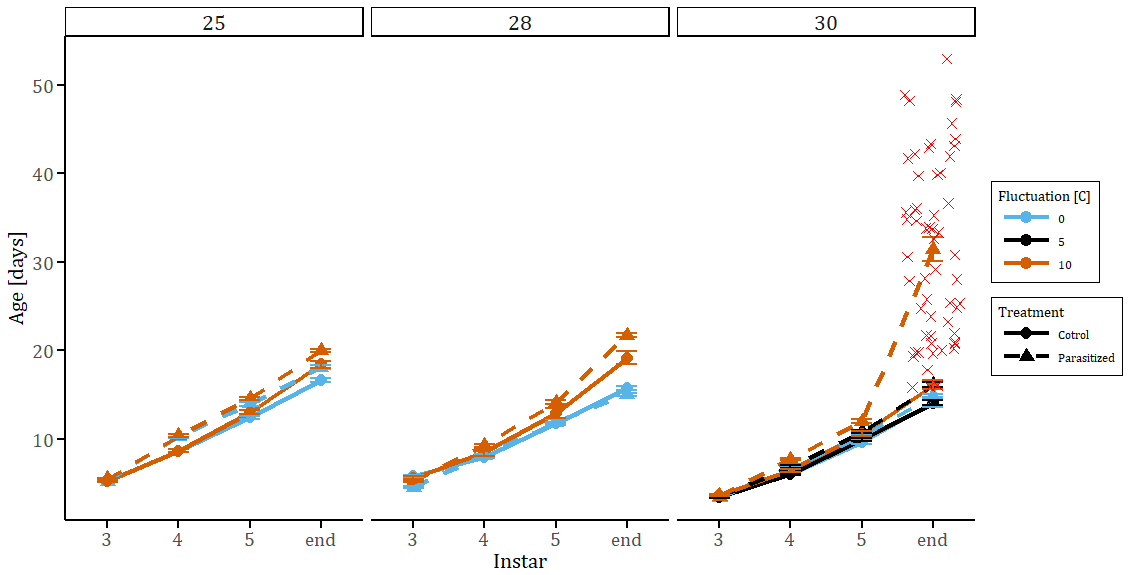 25 28 30
50
40
30
20
10
Age [days]
3 4 5 end 3 4 5 end 3 4 5 end
Instar
Fluctuation [C]
0
5
10
Treatment
Cotrol
Parasitized